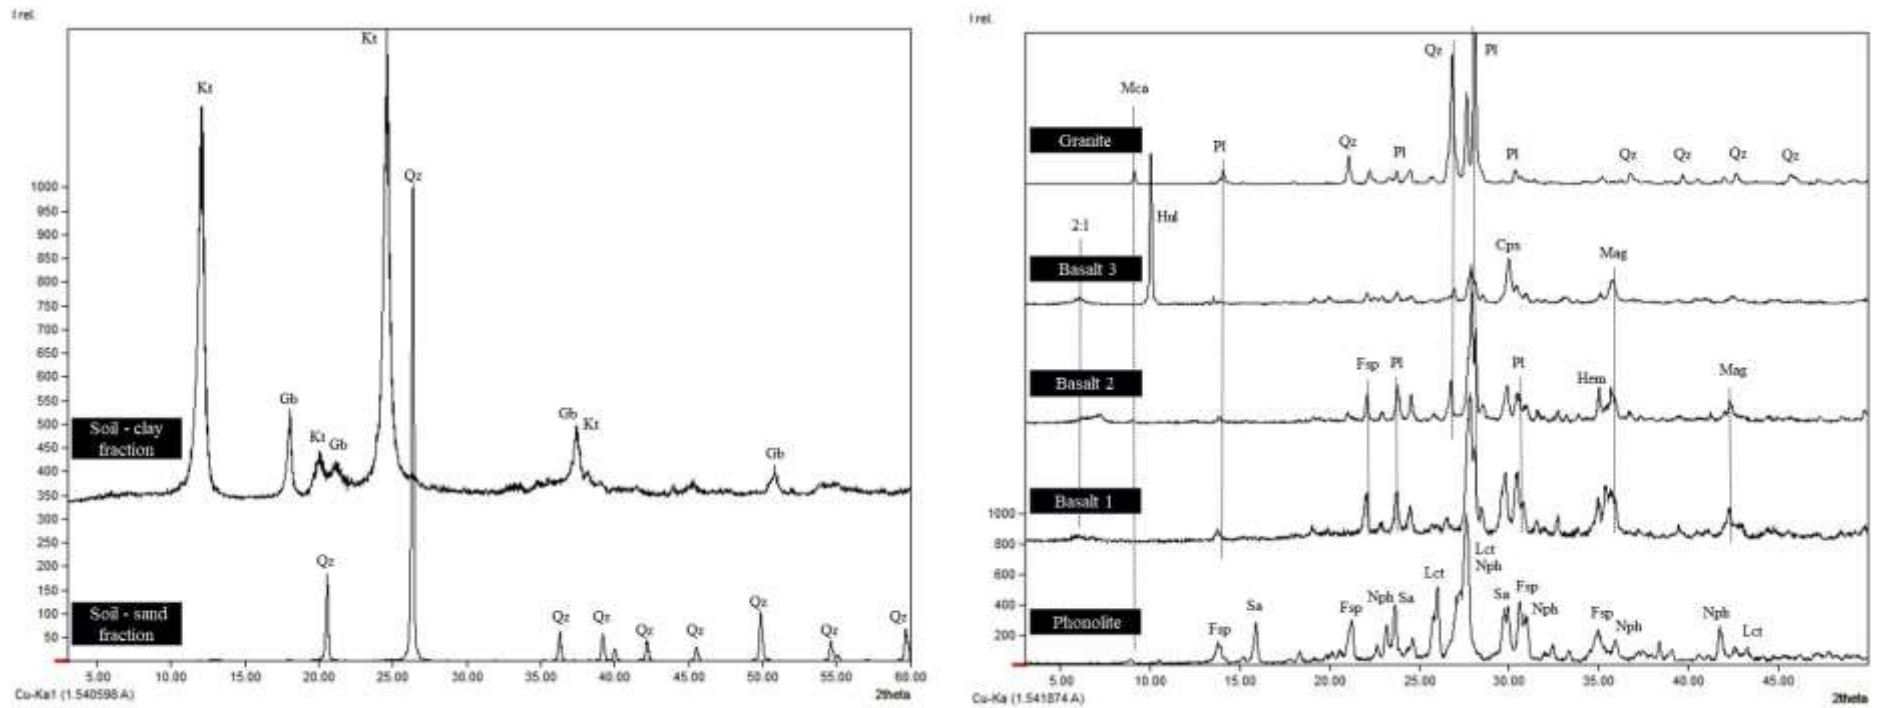 I rel.
Kt
Kt
Qz
1000
950
900
850
800
750
700
650
600
550
500
450
400
350
300
250
200
150
100
50
Gb
Kt
Gb
Gb
Kt
Gb
Soil - clay
fraction
Qz
Soil - sand
fraction
Qz
Qz
Qz
Qz
Qz
Qz
Qz
5.00 10.00 15.00 20.00 25.00 30.00 35.00 40.00 45.00 50.00 55.00 60.00
Cu-Ka1 (1.540598 A) 2theta
I rel.
Qz
Pl
Mca
Granite
Pl
Qz
Pl
Pl
Qz
Qz
Qz
Qz
2:1
Hul
Basalt 3
Cpx
Mag
Basalt 2
Fsp
Pl
Pl
Hem
Mag
Basalt 1
1000
800
600
400
200
Lct
Nph
Phonolite
Fsp
Sa
Fsp
Nph
Sa
Lct
Sa
Fsp
Nph
Fsp
Nph
Nph
Lct
5.00 10.00 15.00 20.00 25.00 30.00 35.00 40.00 45.00
Cu-Ka (1.541874 A) 2theta